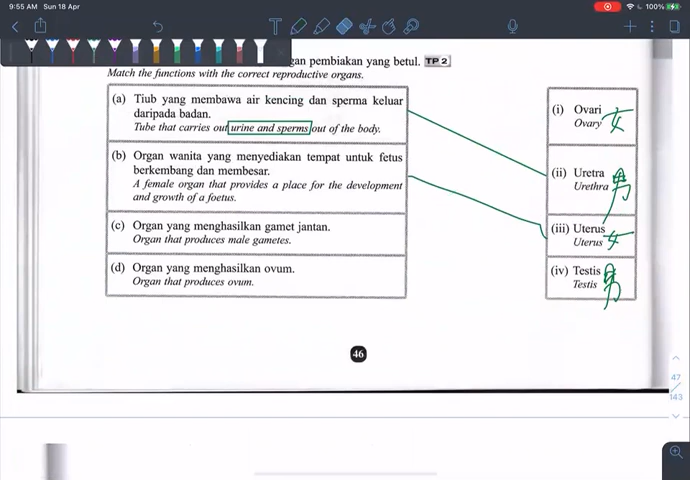 9:55 AM Sun 18 Apr
100%
gan pembiakan yang betul. TP 2
Match the functions with the correct reproductive organs.
(a) Tiub yang membawa air kencing dan sperma keluar
daripada badan.
Tube that carries out urine and sperms out of the body.
(b) Organ wanita yang menyediakan tempat untuk fetus
berkembang dan membesar.
A female organ that provides a place for the development
and growth of a foetus.
(c) Organ yang menghasilkan gamet jantan.
Organ that produces male gametes.
(d) Organ yang menghasilkan ovum.
Organ that produces ovum.
(i) Ovari 女
Ovary
(ii) Uretra 男
Urethra
(iii) Uterus 女
Uterus
(iv) Testis 男
Testis
46
47
143